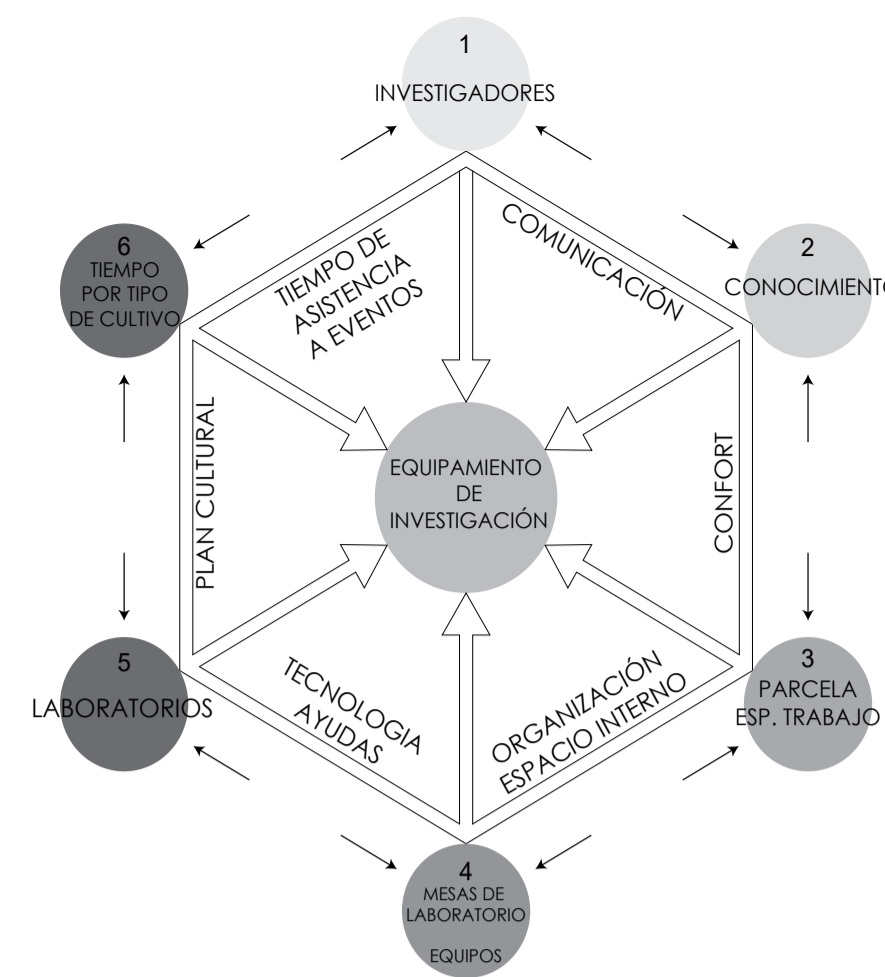 1
INVESTIGADORES
TIEMPO DE
ASISTENCIA
A EVENTOS
COMUNICACIÓN
6
TIEMPO
POR TIPO
DE CULTIVO
2
CONOCIMIENTO
PLAN CULTURAL
EQUIPAMIENTO
DE
INVESTIGACIÓN
CONFORT
5
LABORATORIOS
TECNOLOGIA
AYUDAS
ORGANIZACIÓN
ESPACIO INTERNO
3
PARCELA
ESP. TRABAJO
4
MESAS DE
LABORATORIO
EQUIPOS